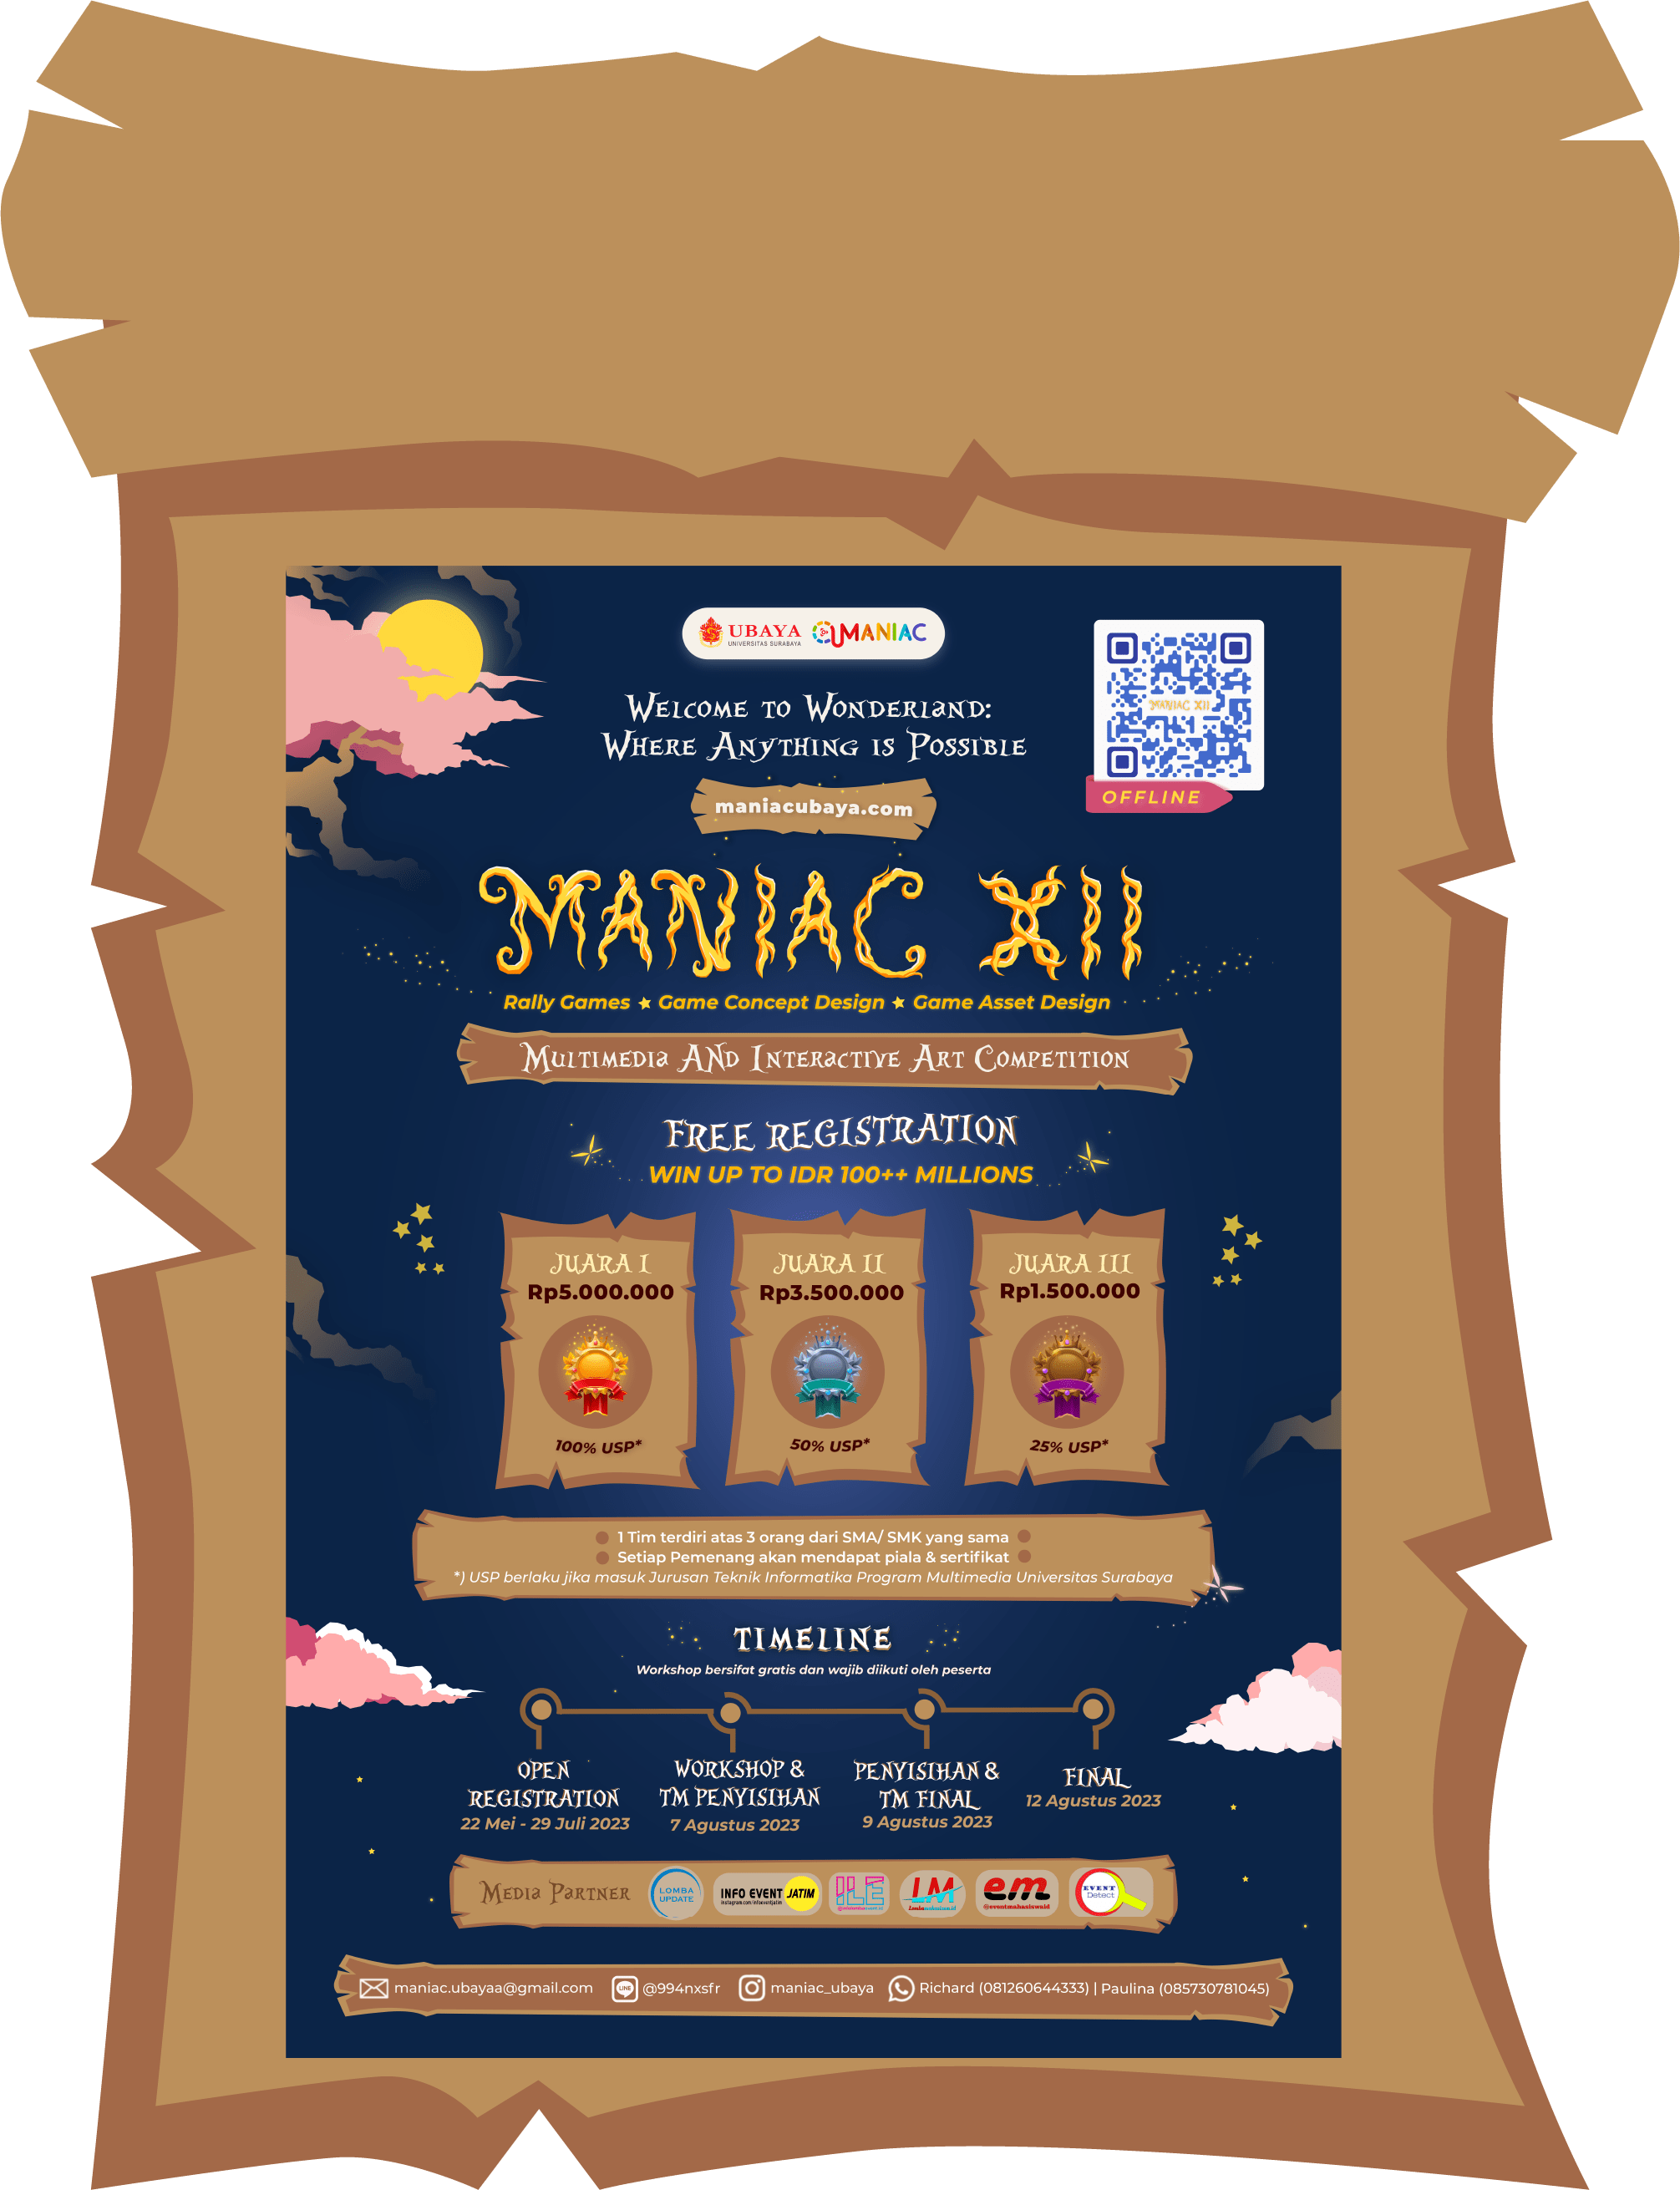 UBAYA
UNIVERSITAS SURABAYA
MANIAC
Welcome to Wonderland:
Where Anything is Possible
MANIAC XII
OFFLINE
maniacubaya.com
MANIAC XII
Rally Games ★ Game Concept Design ★ Game Asset Design
Multimedia AND Interactive Art Competition
FREE REGISTRATION
WIN UP TO IDR 100++ MILLIONS
JUARA I
Rp5.000.000
100% USP*
JUARA II
Rp3.500.000
50% USP*
JUARA III
Rp1.500.000
25% USP*
1 Tim terdiri atas 3 orang dari SMA/ SMK yang sama
Setiap Pemenang akan mendapat piala & sertifikat
*) USP berlaku jika masuk Jurusan Teknik Informatika Program Multimedia Universitas Surabaya
TIMELINE
Workshop bersifat gratis dan wajib diikuti oleh peserta
OPEN
REGISTRATION
22 Mei - 29 Juli 2023
WORKSHOP &
TM PENYISIHAN
7 Agustus 2023
PENYISIHAN &
TM FINAL
9 Agustus 2023
FINAL
12 Agustus 2023
Media Partner
LOMBA
UPDATE
INFO EVENT JATIM
ILE
LM
em
@eventmahasiswaid
EVENT
Detect
maniac.ubayaa@gmail.com
LINE
@994nxsfr
maniac_ubaya
Richard (081260644333) | Paulina (085730781045)